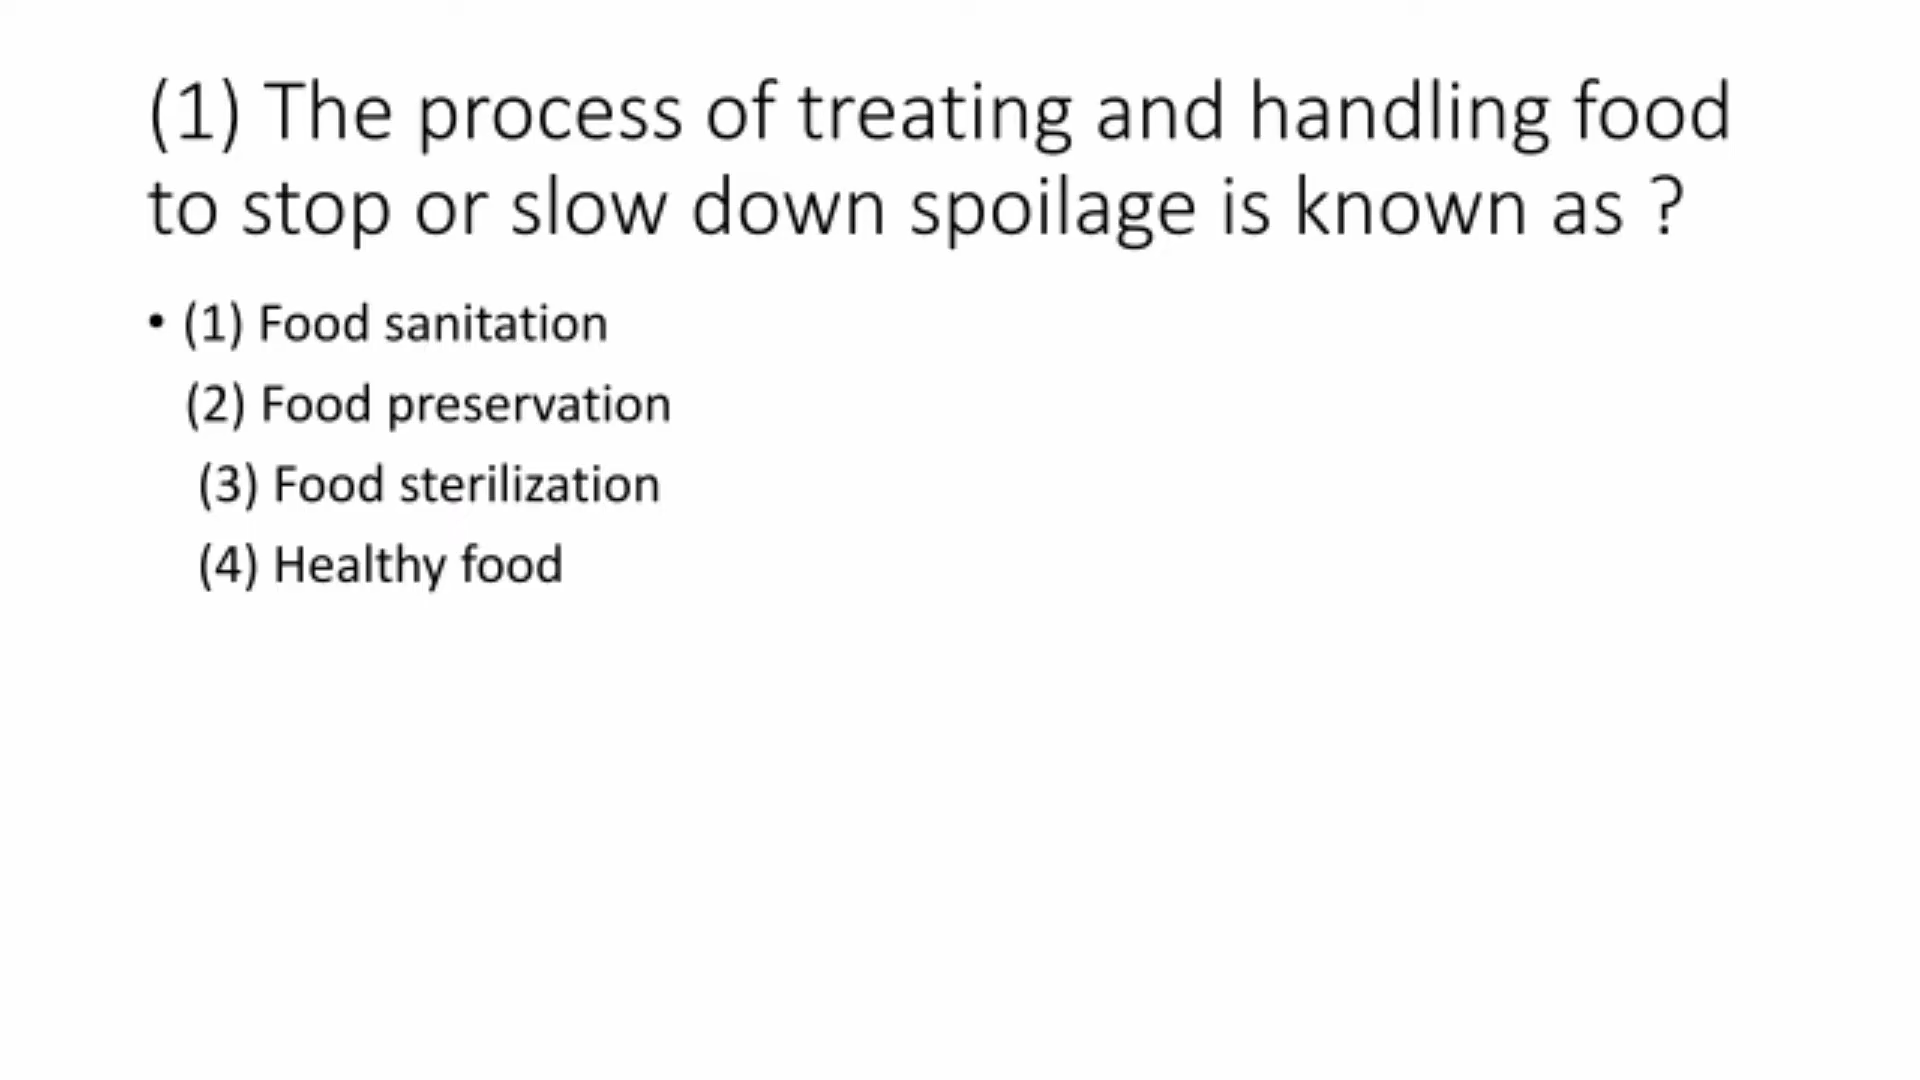 (1) The process of treating and handling food
to stop or slow down spoilage is known as ?
• (1) Food sanitation
(2) Food preservation
(3) Food sterilization
(4) Healthy food